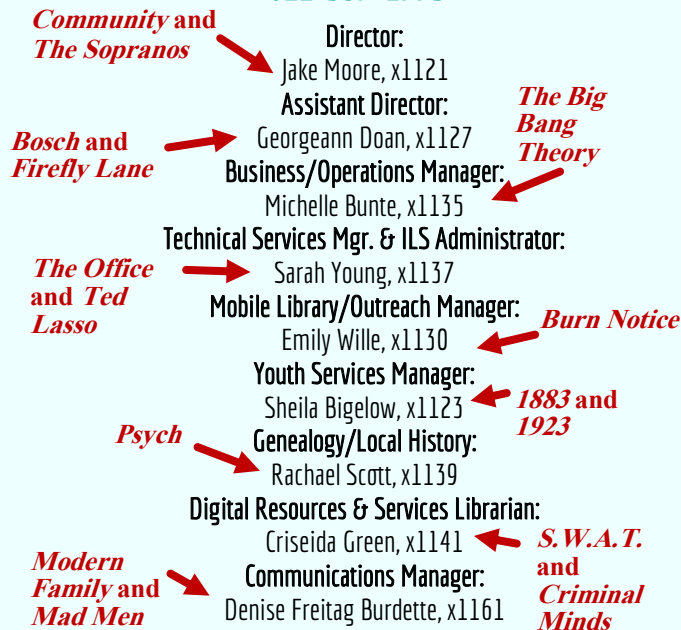 Community and
The Sopranos
Director:
Jake Moore, x1121
Assistant Director:
Georgeann Doan, x1127
Bosch and
Firefly Lane
The Big
Bang
Theory
Business/Operations Manager:
Michelle Bunte, x1135
Technical Services Mgr. & ILS Administrator:
Sarah Young, x1137
The Office
and Ted
Lasso
Mobile Library/Outreach Manager:
Emily Wille, x1130
Burn Notice
Youth Services Manager:
Sheila Bigelow, x1123
1883 and
1923
Psych
Genealogy/Local History:
Rachael Scott, x1139
Digital Resources & Services Librarian:
Criseida Green, x1141
S.W.A.T.
and
Criminal
Minds
Modern
Family and
Mad Men
Communications Manager:
Denise Freitag Burdette, x1161